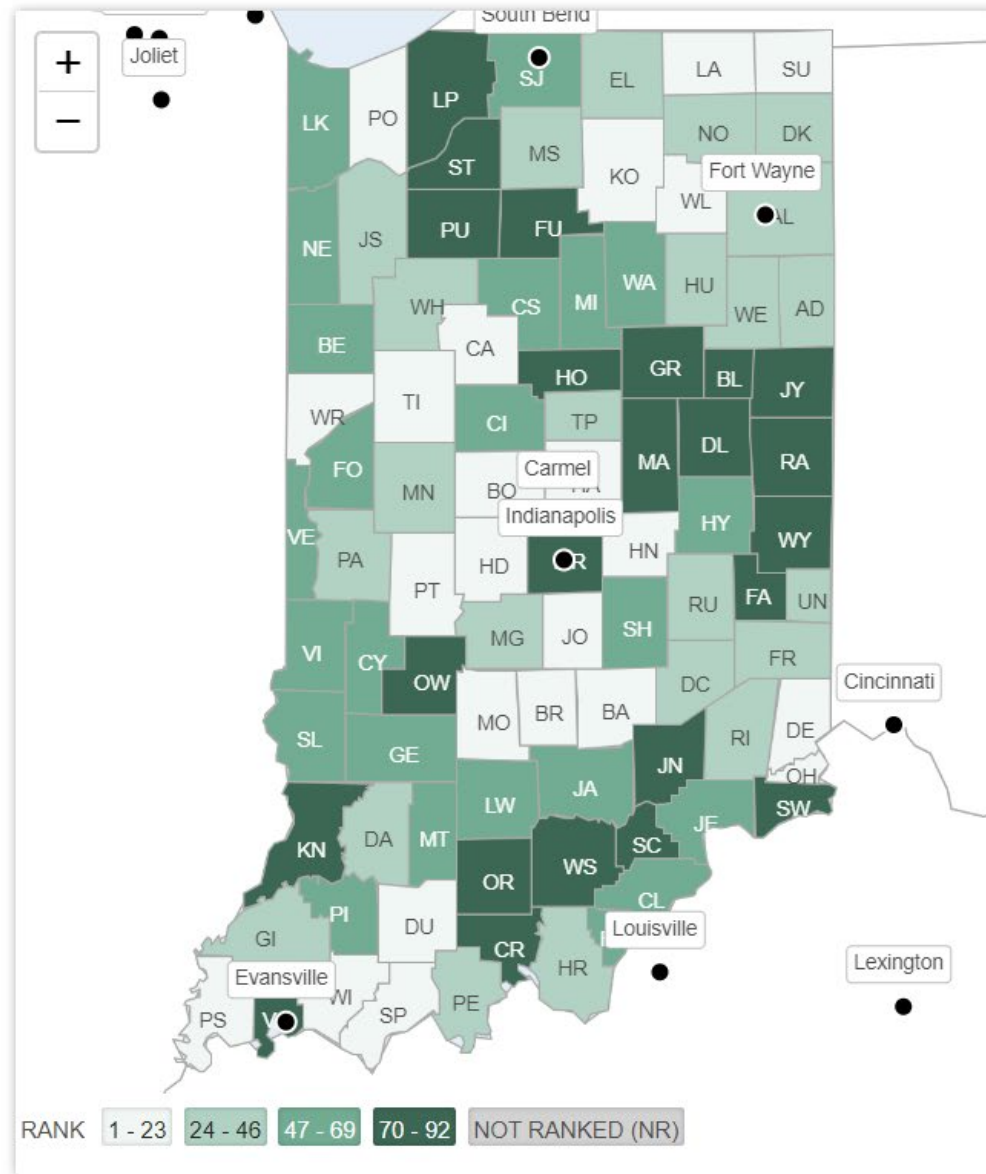 South Bend
+
Joliet
−
LP
SJ
EL
LA
SU
LK
PO
ST
MS
NO
DK
KO
Fort Wayne
WL
AL
PU
FU
NE
JS
WH
CS
MI
WA
HU
WE
AD
BE
CA
HO
GR
BL
JY
WR
TI
CI
TP
MA
DL
RA
FO
MN
BO
Carmel
VE
PA
Indianapolis
HY
WY
PT
HD
HN
RU
FA
UN
VI
CY
MG
JO
SH
FR
OW
DC
Cincinnati
SL
GE
MO
BR
BA
RI
DE
JN
OH
LW
JA
SW
KN
DA
MT
SC
JE
OR
WS
CL
PI
DU
Louisville
GI
CR
HR
Lexington
Evansville
WI
PE
PS
SP
RANK 1 - 23 24 - 46 47 - 69 70 - 92 NOT RANKED (NR)